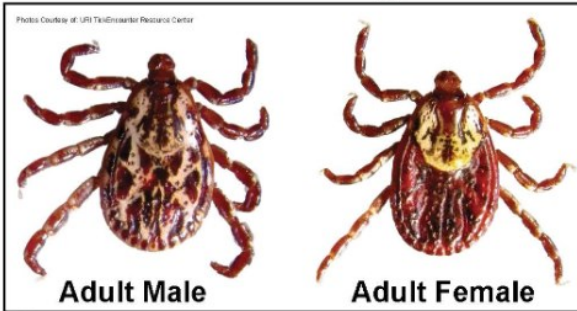 Photos Courtesy of: URI TickEncounter Resource Center
Adult Male
Adult Female